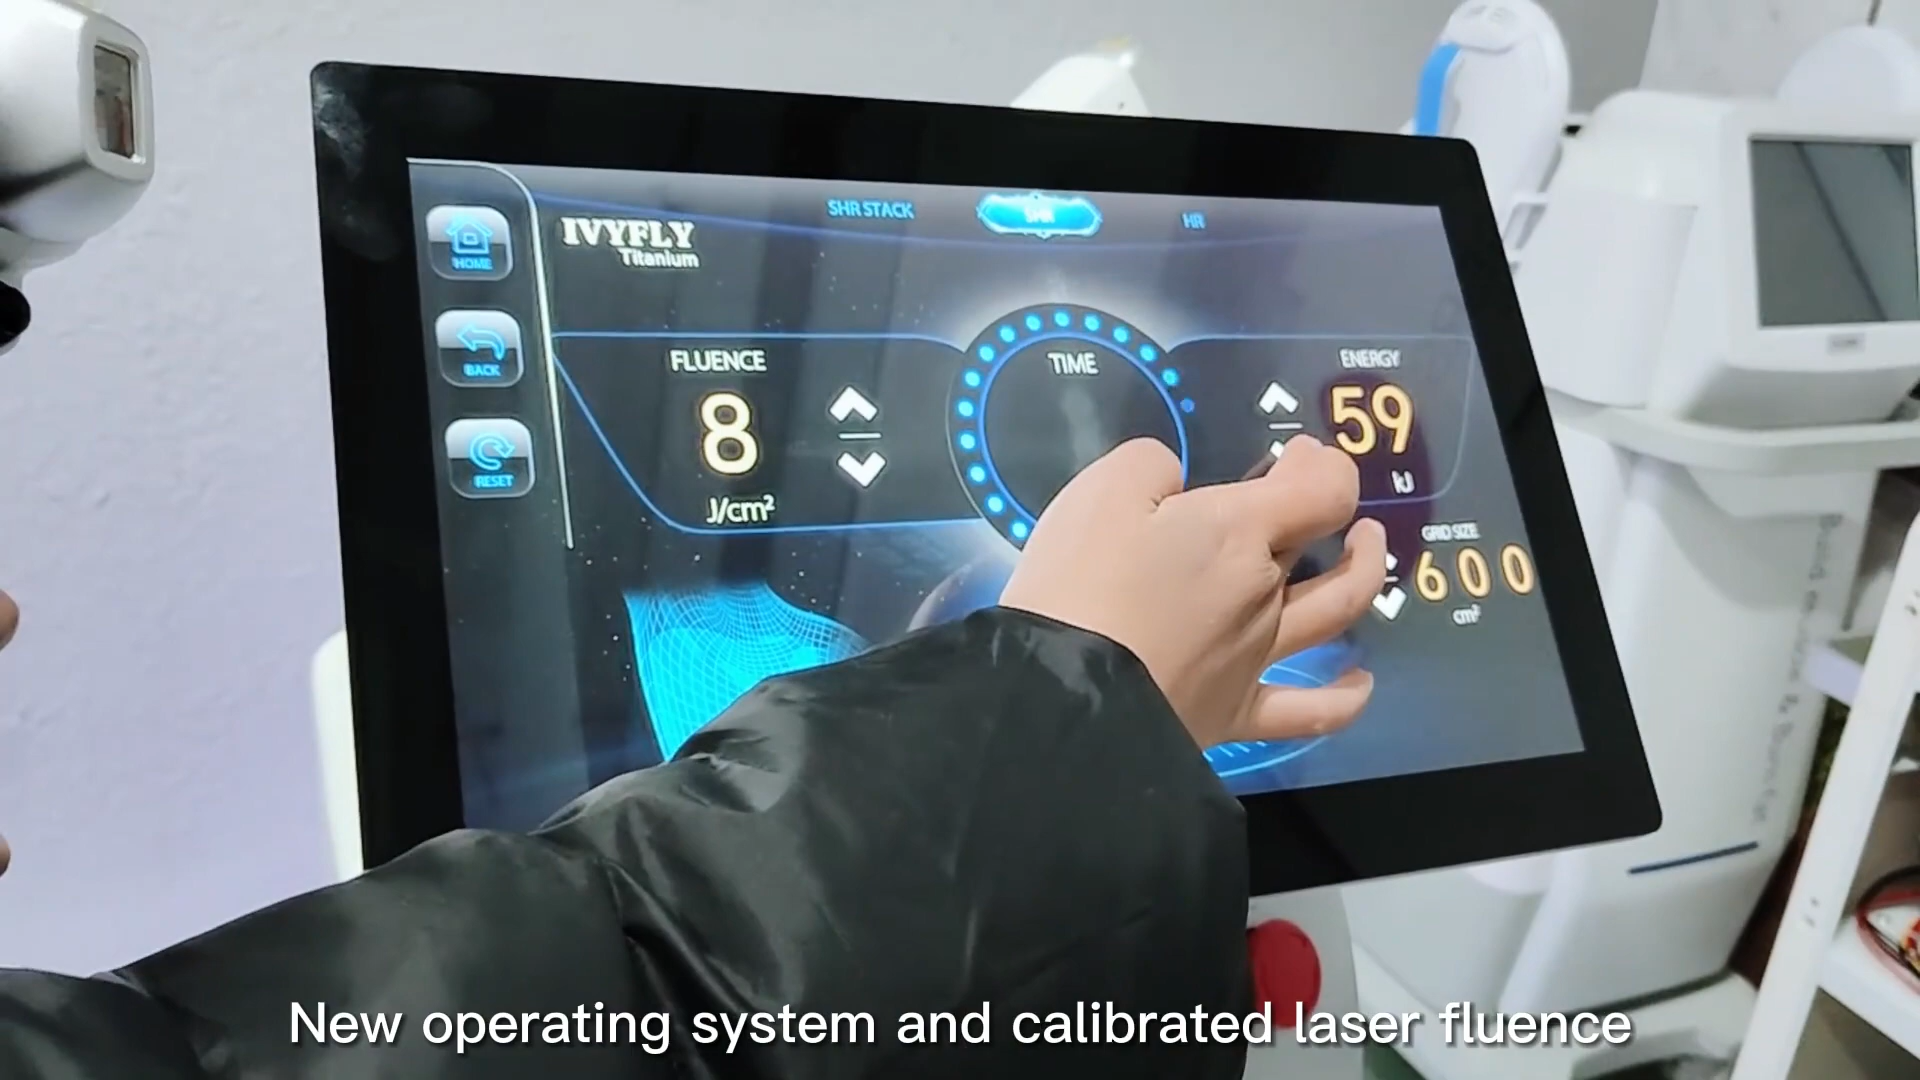 SHR STACK
SHR
HR
IVYFLY
Titanium
HOME
BACK
RESET
FLUENCE
8
J/cm²
TIME
ENERGY
59
kJ
GRID SIZE
600
cm²
New operating system and calibrated laser fluence